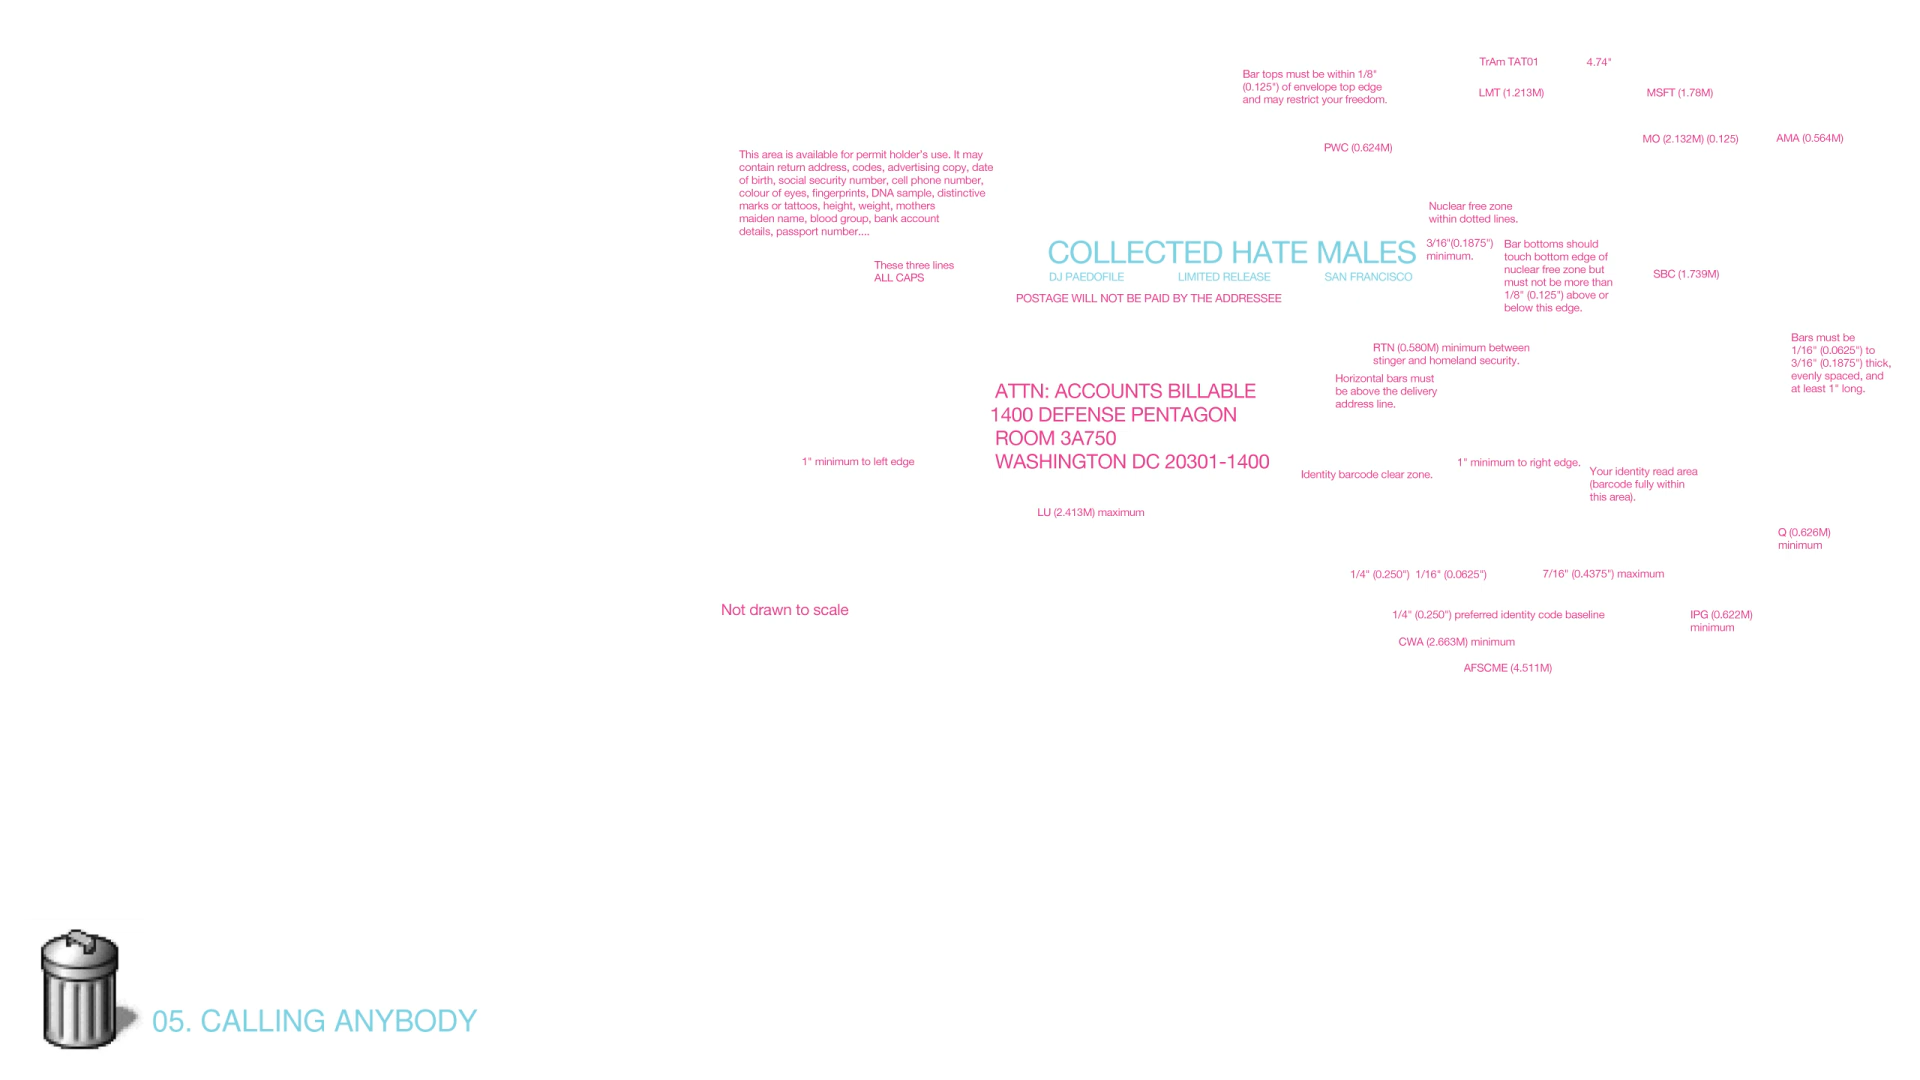 TrAm TAT01
4.74"
Bar tops must be within 1/8"
(0.125") of envelope top edge
and may restrict your freedom.
LMT (1.213M)
MSFT (1.78M)
PWC (0.624M)
MO (2.132M) (0.125)
AMA (0.564M)
This area is available for permit holder's use. It may
contain return address, codes, advertising copy, date
of birth, social security number, cell phone number,
colour of eyes, fingerprints, DNA sample, distinctive
marks or tattoos, height, weight, mothers
maiden name, blood group, bank account
details, passport number....
Nuclear free zone
within dotted lines.
COLLECTED HATE MALES
DJ PAEDOFILE
LIMITED RELEASE
SAN FRANCISCO
3/16"(0.1875")
minimum.
Bar bottoms should
touch bottom edge of
nuclear free zone but
must not be more than
1/8" (0.125") above or
below this edge.
These three lines
ALL CAPS
SBC (1.739M)
POSTAGE WILL NOT BE PAID BY THE ADDRESSEE
Bars must be
1/16" (0.0625") to
3/16" (0.1875") thick,
evenly spaced, and
at least 1" long.
RTN (0.580M) minimum between
stinger and homeland security.
Horizontal bars must
be above the delivery
address line.
ATTN: ACCOUNTS BILLABLE
1400 DEFENSE PENTAGON
ROOM 3A750
WASHINGTON DC 20301-1400
1" minimum to left edge
Identity barcode clear zone.
1" minimum to right edge.
Your identity read area
(barcode fully within
this area).
LU (2.413M) maximum
Q (0.626M)
minimum
1/4" (0.250")
1/16" (0.0625")
7/16" (0.4375") maximum
Not drawn to scale
1/4" (0.250") preferred identity code baseline
IPG (0.622M)
minimum
CWA (2.663M) minimum
AFSCME (4.511M)
05. CALLING ANYBODY